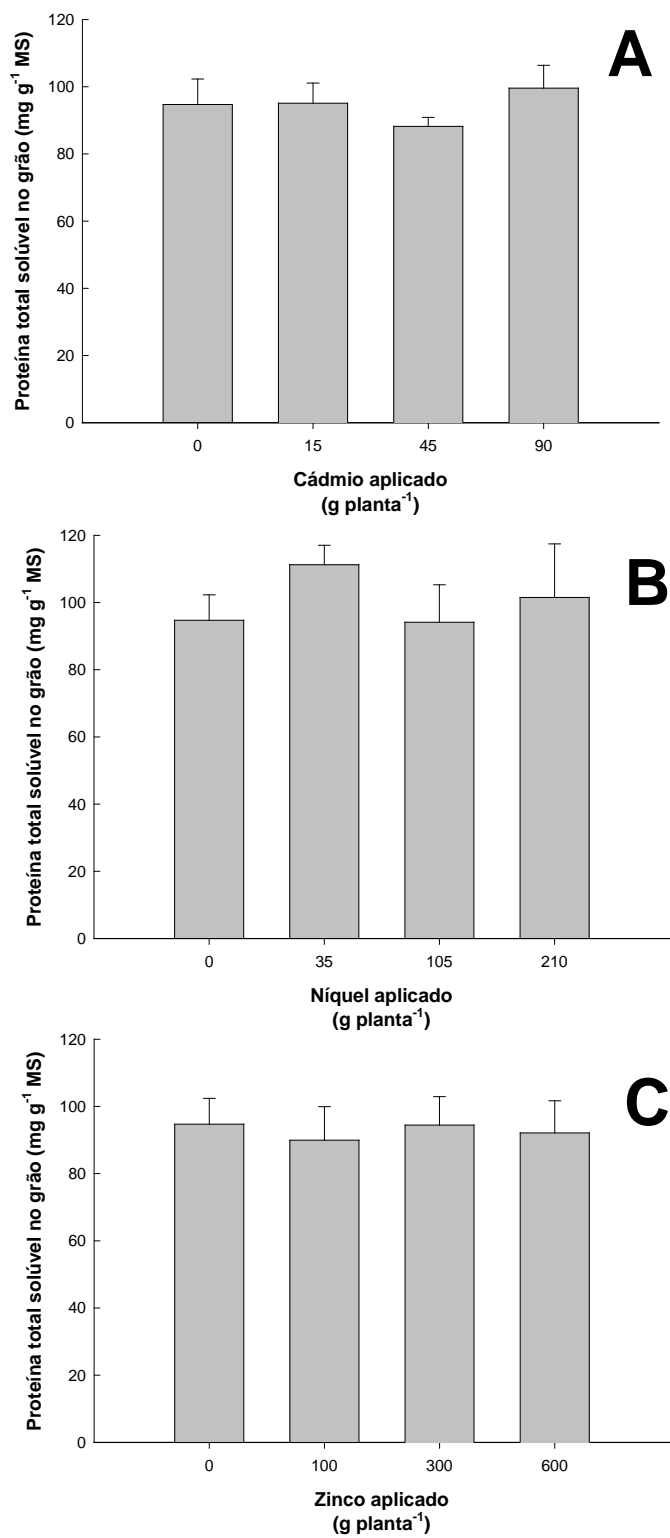 A
Proteína total solúvel no grão (mg g⁻¹ MS)
120
100
80
60
40
20
0
0 15 45 90
Cádmio aplicado
(g planta⁻¹)
B
Proteína total solúvel no grão (mg g⁻¹ MS)
120
100
80
60
40
20
0
0 35 105 210
Níquel aplicado
(g planta⁻¹)
C
Proteína total solúvel no grão (mg g⁻¹ MS)
120
100
80
60
40
20
0
0 100 300 600
Zinco aplicado
(g planta⁻¹)